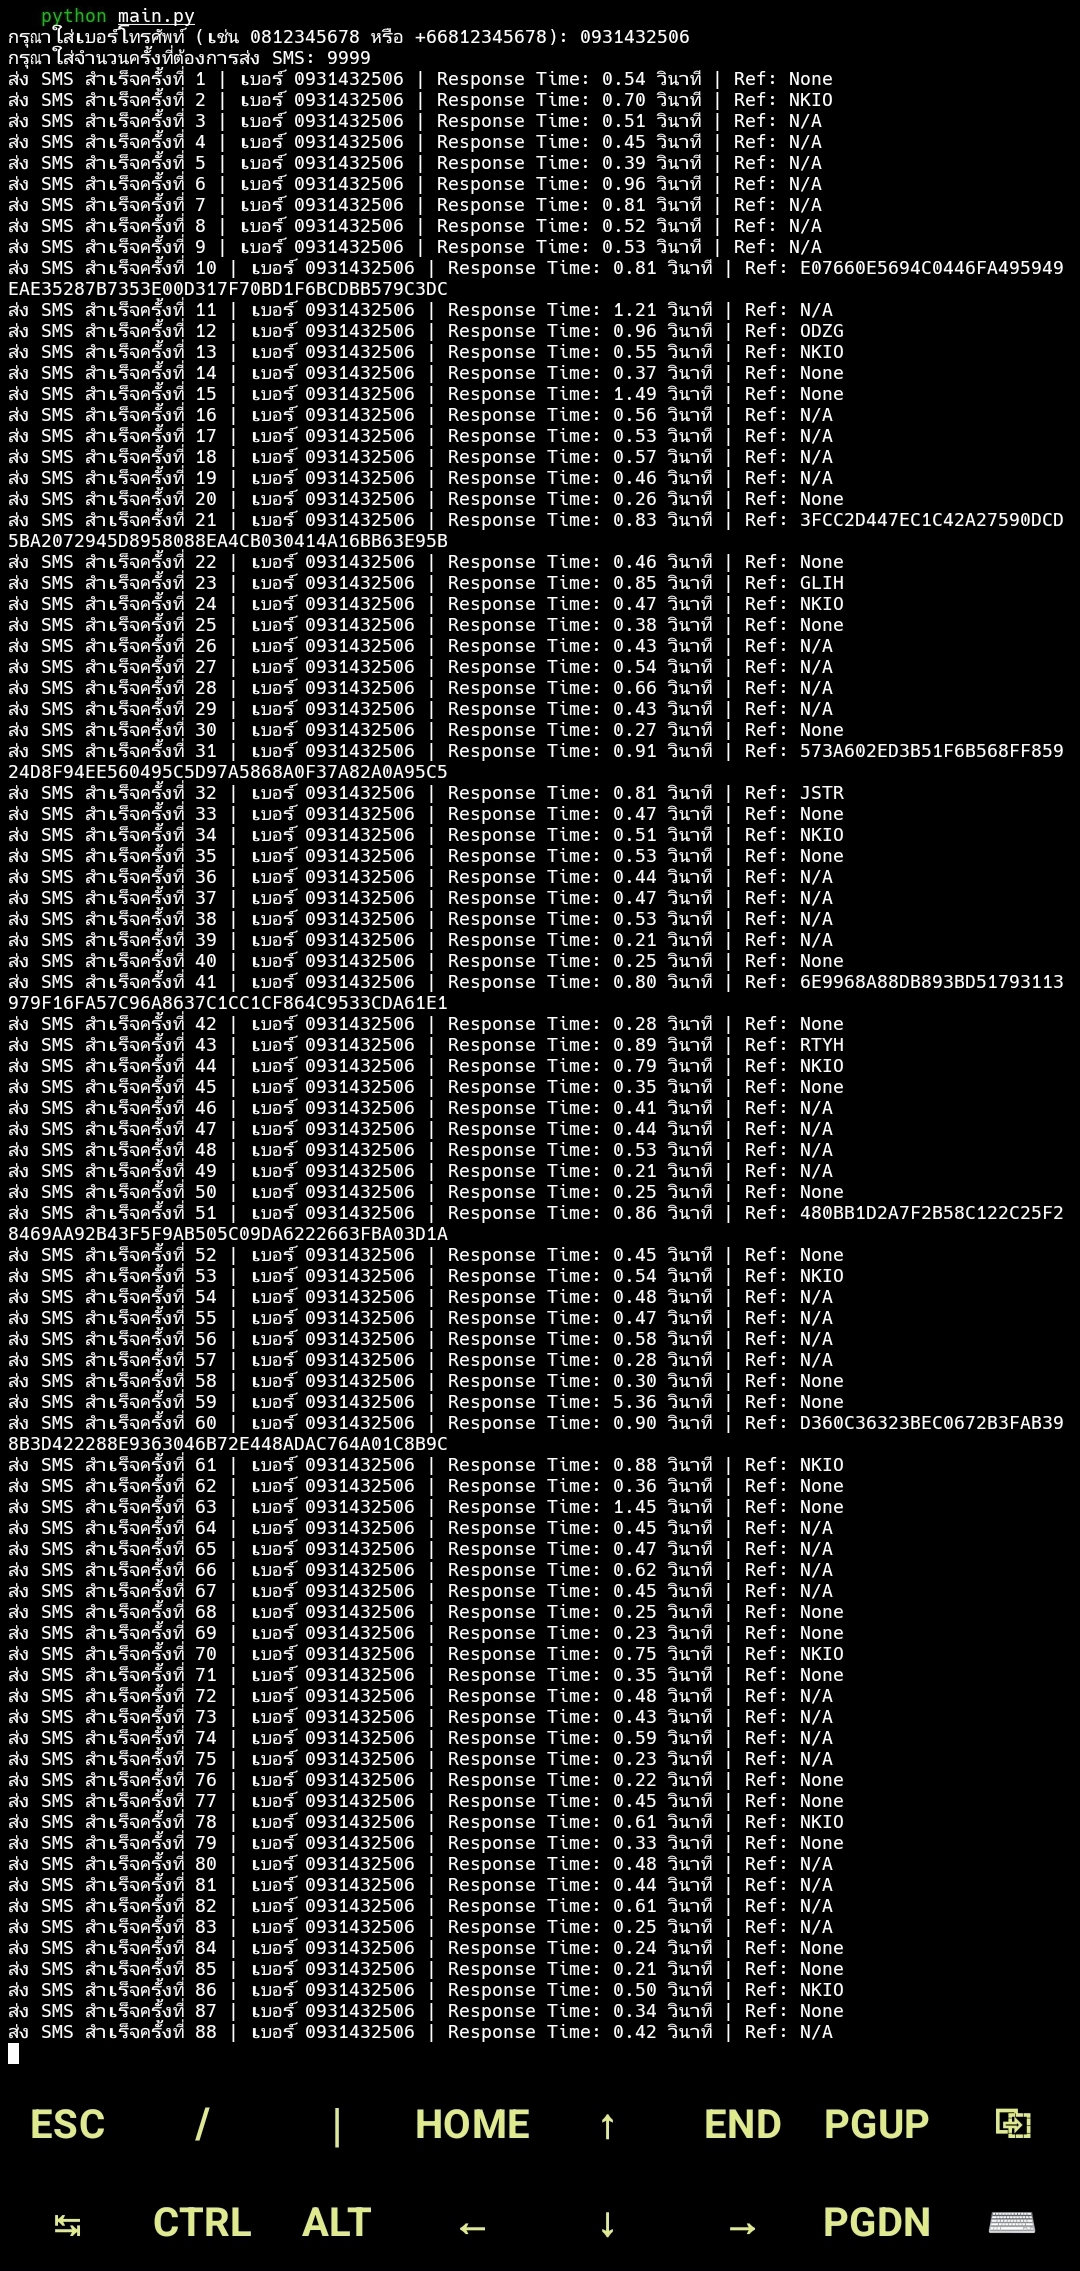 python main.py
กรุณาใส่เบอร์โทรศัพท์ (เช่น 0812345678 หรือ +66812345678): 0931432506
กรุณาใส่จำนวนครั้งที่ต้องการส่ง SMS: 9999
ส่ง SMS สำเร็จครั้งที่ 1 | เบอร์ 0931432506 | Response Time: 0.54 วินาที | Ref: None
ส่ง SMS สำเร็จครั้งที่ 2 | เบอร์ 0931432506 | Response Time: 0.70 วินาที | Ref: NKIO
ส่ง SMS สำเร็จครั้งที่ 3 | เบอร์ 0931432506 | Response Time: 0.51 วินาที | Ref: N/A
ส่ง SMS สำเร็จครั้งที่ 4 | เบอร์ 0931432506 | Response Time: 0.45 วินาที | Ref: N/A
ส่ง SMS สำเร็จครั้งที่ 5 | เบอร์ 0931432506 | Response Time: 0.39 วินาที | Ref: N/A
ส่ง SMS สำเร็จครั้งที่ 6 | เบอร์ 0931432506 | Response Time: 0.96 วินาที | Ref: N/A
ส่ง SMS สำเร็จครั้งที่ 7 | เบอร์ 0931432506 | Response Time: 0.81 วินาที | Ref: N/A
ส่ง SMS สำเร็จครั้งที่ 8 | เบอร์ 0931432506 | Response Time: 0.52 วินาที | Ref: N/A
ส่ง SMS สำเร็จครั้งที่ 9 | เบอร์ 0931432506 | Response Time: 0.53 วินาที | Ref: N/A
ส่ง SMS สำเร็จครั้งที่ 10 | เบอร์ 0931432506 | Response Time: 0.81 วินาที | Ref: E07660E5694C0446FA495949
EAE35287B7353E00D317F70BD1F6BCDBB579C3DC
ส่ง SMS สำเร็จครั้งที่ 11 | เบอร์ 0931432506 | Response Time: 1.21 วินาที | Ref: N/A
ส่ง SMS สำเร็จครั้งที่ 12 | เบอร์ 0931432506 | Response Time: 0.96 วินาที | Ref: ODZG
ส่ง SMS สำเร็จครั้งที่ 13 | เบอร์ 0931432506 | Response Time: 0.55 วินาที | Ref: NKIO
ส่ง SMS สำเร็จครั้งที่ 14 | เบอร์ 0931432506 | Response Time: 0.37 วินาที | Ref: None
ส่ง SMS สำเร็จครั้งที่ 15 | เบอร์ 0931432506 | Response Time: 1.49 วินาที | Ref: None
ส่ง SMS สำเร็จครั้งที่ 16 | เบอร์ 0931432506 | Response Time: 0.56 วินาที | Ref: N/A
ส่ง SMS สำเร็จครั้งที่ 17 | เบอร์ 0931432506 | Response Time: 0.53 วินาที | Ref: N/A
ส่ง SMS สำเร็จครั้งที่ 18 | เบอร์ 0931432506 | Response Time: 0.57 วินาที | Ref: N/A
ส่ง SMS สำเร็จครั้งที่ 19 | เบอร์ 0931432506 | Response Time: 0.46 วินาที | Ref: N/A
ส่ง SMS สำเร็จครั้งที่ 20 | เบอร์ 0931432506 | Response Time: 0.26 วินาที | Ref: None
ส่ง SMS สำเร็จครั้งที่ 21 | เบอร์ 0931432506 | Response Time: 0.83 วินาที | Ref: 3FCC2D447EC1C42A27590DCD
5BA2072945D8958088EA4CB030414A16BB63E95B
ส่ง SMS สำเร็จครั้งที่ 22 | เบอร์ 0931432506 | Response Time: 0.46 วินาที | Ref: None
ส่ง SMS สำเร็จครั้งที่ 23 | เบอร์ 0931432506 | Response Time: 0.85 วินาที | Ref: GLIH
ส่ง SMS สำเร็จครั้งที่ 24 | เบอร์ 0931432506 | Response Time: 0.47 วินาที | Ref: NKIO
ส่ง SMS สำเร็จครั้งที่ 25 | เบอร์ 0931432506 | Response Time: 0.38 วินาที | Ref: None
ส่ง SMS สำเร็จครั้งที่ 26 | เบอร์ 0931432506 | Response Time: 0.43 วินาที | Ref: N/A
ส่ง SMS สำเร็จครั้งที่ 27 | เบอร์ 0931432506 | Response Time: 0.54 วินาที | Ref: N/A
ส่ง SMS สำเร็จครั้งที่ 28 | เบอร์ 0931432506 | Response Time: 0.66 วินาที | Ref: N/A
ส่ง SMS สำเร็จครั้งที่ 29 | เบอร์ 0931432506 | Response Time: 0.43 วินาที | Ref: N/A
ส่ง SMS สำเร็จครั้งที่ 30 | เบอร์ 0931432506 | Response Time: 0.27 วินาที | Ref: None
ส่ง SMS สำเร็จครั้งที่ 31 | เบอร์ 0931432506 | Response Time: 0.91 วินาที | Ref: 573A602ED3B51F6B568FF859
24D8F94EE560495C5D97A5868A0F37A82A0A95C5
ส่ง SMS สำเร็จครั้งที่ 32 | เบอร์ 0931432506 | Response Time: 0.81 วินาที | Ref: JSTR
ส่ง SMS สำเร็จครั้งที่ 33 | เบอร์ 0931432506 | Response Time: 0.47 วินาที | Ref: None
ส่ง SMS สำเร็จครั้งที่ 34 | เบอร์ 0931432506 | Response Time: 0.51 วินาที | Ref: NKIO
ส่ง SMS สำเร็จครั้งที่ 35 | เบอร์ 0931432506 | Response Time: 0.53 วินาที | Ref: None
ส่ง SMS สำเร็จครั้งที่ 36 | เบอร์ 0931432506 | Response Time: 0.44 วินาที | Ref: N/A
ส่ง SMS สำเร็จครั้งที่ 37 | เบอร์ 0931432506 | Response Time: 0.47 วินาที | Ref: N/A
ส่ง SMS สำเร็จครั้งที่ 38 | เบอร์ 0931432506 | Response Time: 0.53 วินาที | Ref: N/A
ส่ง SMS สำเร็จครั้งที่ 39 | เบอร์ 0931432506 | Response Time: 0.21 วินาที | Ref: N/A
ส่ง SMS สำเร็จครั้งที่ 40 | เบอร์ 0931432506 | Response Time: 0.25 วินาที | Ref: None
ส่ง SMS สำเร็จครั้งที่ 41 | เบอร์ 0931432506 | Response Time: 0.80 วินาที | Ref: 6E9968A88DB893BD51793113
979F16FA57C96A8637C1CC1CF864C9533CDA61E1
ส่ง SMS สำเร็จครั้งที่ 42 | เบอร์ 0931432506 | Response Time: 0.28 วินาที | Ref: None
ส่ง SMS สำเร็จครั้งที่ 43 | เบอร์ 0931432506 | Response Time: 0.89 วินาที | Ref: RTYH
ส่ง SMS สำเร็จครั้งที่ 44 | เบอร์ 0931432506 | Response Time: 0.79 วินาที | Ref: NKIO
ส่ง SMS สำเร็จครั้งที่ 45 | เบอร์ 0931432506 | Response Time: 0.35 วินาที | Ref: None
ส่ง SMS สำเร็จครั้งที่ 46 | เบอร์ 0931432506 | Response Time: 0.41 วินาที | Ref: N/A
ส่ง SMS สำเร็จครั้งที่ 47 | เบอร์ 0931432506 | Response Time: 0.44 วินาที | Ref: N/A
ส่ง SMS สำเร็จครั้งที่ 48 | เบอร์ 0931432506 | Response Time: 0.53 วินาที | Ref: N/A
ส่ง SMS สำเร็จครั้งที่ 49 | เบอร์ 0931432506 | Response Time: 0.21 วินาที | Ref: N/A
ส่ง SMS สำเร็จครั้งที่ 50 | เบอร์ 0931432506 | Response Time: 0.25 วินาที | Ref: None
ส่ง SMS สำเร็จครั้งที่ 51 | เบอร์ 0931432506 | Response Time: 0.86 วินาที | Ref: 480BB1D2A7F2B58C122C25F2
8469AA92B43F5F9AB505C09DA6222663FBA03D1A
ส่ง SMS สำเร็จครั้งที่ 52 | เบอร์ 0931432506 | Response Time: 0.45 วินาที | Ref: None
ส่ง SMS สำเร็จครั้งที่ 53 | เบอร์ 0931432506 | Response Time: 0.54 วินาที | Ref: NKIO
ส่ง SMS สำเร็จครั้งที่ 54 | เบอร์ 0931432506 | Response Time: 0.48 วินาที | Ref: N/A
ส่ง SMS สำเร็จครั้งที่ 55 | เบอร์ 0931432506 | Response Time: 0.47 วินาที | Ref: N/A
ส่ง SMS สำเร็จครั้งที่ 56 | เบอร์ 0931432506 | Response Time: 0.58 วินาที | Ref: N/A
ส่ง SMS สำเร็จครั้งที่ 57 | เบอร์ 0931432506 | Response Time: 0.28 วินาที | Ref: N/A
ส่ง SMS สำเร็จครั้งที่ 58 | เบอร์ 0931432506 | Response Time: 0.30 วินาที | Ref: None
ส่ง SMS สำเร็จครั้งที่ 59 | เบอร์ 0931432506 | Response Time: 5.36 วินาที | Ref: None
ส่ง SMS สำเร็จครั้งที่ 60 | เบอร์ 0931432506 | Response Time: 0.90 วินาที | Ref: D360C36323BEC0672B3FAB39
8B3D422288E9363046B72E448ADAC764A01C8B9C
ส่ง SMS สำเร็จครั้งที่ 61 | เบอร์ 0931432506 | Response Time: 0.88 วินาที | Ref: NKIO
ส่ง SMS สำเร็จครั้งที่ 62 | เบอร์ 0931432506 | Response Time: 0.36 วินาที | Ref: None
ส่ง SMS สำเร็จครั้งที่ 63 | เบอร์ 0931432506 | Response Time: 1.45 วินาที | Ref: None
ส่ง SMS สำเร็จครั้งที่ 64 | เบอร์ 0931432506 | Response Time: 0.45 วินาที | Ref: N/A
ส่ง SMS สำเร็จครั้งที่ 65 | เบอร์ 0931432506 | Response Time: 0.47 วินาที | Ref: N/A
ส่ง SMS สำเร็จครั้งที่ 66 | เบอร์ 0931432506 | Response Time: 0.62 วินาที | Ref: N/A
ส่ง SMS สำเร็จครั้งที่ 67 | เบอร์ 0931432506 | Response Time: 0.45 วินาที | Ref: N/A
ส่ง SMS สำเร็จครั้งที่ 68 | เบอร์ 0931432506 | Response Time: 0.25 วินาที | Ref: None
ส่ง SMS สำเร็จครั้งที่ 69 | เบอร์ 0931432506 | Response Time: 0.23 วินาที | Ref: None
ส่ง SMS สำเร็จครั้งที่ 70 | เบอร์ 0931432506 | Response Time: 0.75 วินาที | Ref: NKIO
ส่ง SMS สำเร็จครั้งที่ 71 | เบอร์ 0931432506 | Response Time: 0.35 วินาที | Ref: None
ส่ง SMS สำเร็จครั้งที่ 72 | เบอร์ 0931432506 | Response Time: 0.48 วินาที | Ref: N/A
ส่ง SMS สำเร็จครั้งที่ 73 | เบอร์ 0931432506 | Response Time: 0.43 วินาที | Ref: N/A
ส่ง SMS สำเร็จครั้งที่ 74 | เบอร์ 0931432506 | Response Time: 0.59 วินาที | Ref: N/A
ส่ง SMS สำเร็จครั้งที่ 75 | เบอร์ 0931432506 | Response Time: 0.23 วินาที | Ref: N/A
ส่ง SMS สำเร็จครั้งที่ 76 | เบอร์ 0931432506 | Response Time: 0.22 วินาที | Ref: None
ส่ง SMS สำเร็จครั้งที่ 77 | เบอร์ 0931432506 | Response Time: 0.45 วินาที | Ref: None
ส่ง SMS สำเร็จครั้งที่ 78 | เบอร์ 0931432506 | Response Time: 0.61 วินาที | Ref: NKIO
ส่ง SMS สำเร็จครั้งที่ 79 | เบอร์ 0931432506 | Response Time: 0.33 วินาที | Ref: None
ส่ง SMS สำเร็จครั้งที่ 80 | เบอร์ 0931432506 | Response Time: 0.48 วินาที | Ref: N/A
ส่ง SMS สำเร็จครั้งที่ 81 | เบอร์ 0931432506 | Response Time: 0.44 วินาที | Ref: N/A
ส่ง SMS สำเร็จครั้งที่ 82 | เบอร์ 0931432506 | Response Time: 0.61 วินาที | Ref: N/A
ส่ง SMS สำเร็จครั้งที่ 83 | เบอร์ 0931432506 | Response Time: 0.25 วินาที | Ref: N/A
ส่ง SMS สำเร็จครั้งที่ 84 | เบอร์ 0931432506 | Response Time: 0.24 วินาที | Ref: None
ส่ง SMS สำเร็จครั้งที่ 85 | เบอร์ 0931432506 | Response Time: 0.21 วินาที | Ref: None
ส่ง SMS สำเร็จครั้งที่ 86 | เบอร์ 0931432506 | Response Time: 0.50 วินาที | Ref: NKIO
ส่ง SMS สำเร็จครั้งที่ 87 | เบอร์ 0931432506 | Response Time: 0.34 วินาที | Ref: None
ส่ง SMS สำเร็จครั้งที่ 88 | เบอร์ 0931432506 | Response Time: 0.42 วินาที | Ref: N/A
ESC / | HOME ↑ END PGUP
↹ CTRL ALT ← ↓ → PGDN